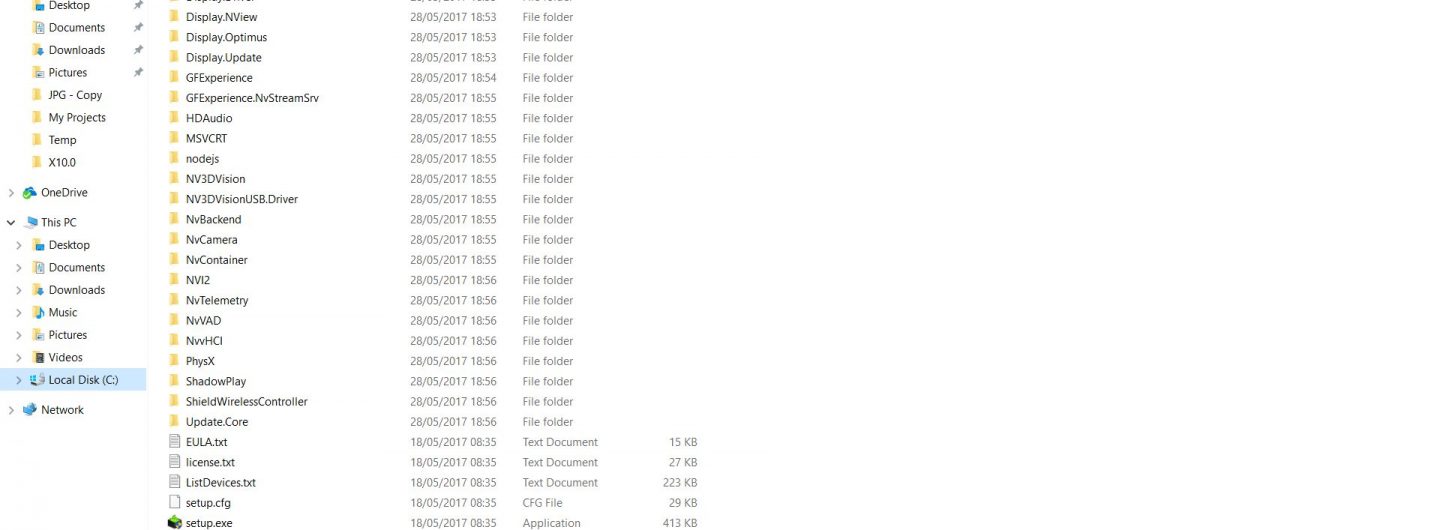 Desktop
Documents
Downloads
Pictures
JPG - Copy
My Projects
Temp
X10.0
OneDrive
This PC
Desktop
Documents
Downloads
Music
Pictures
Videos
Local Disk (C:)
Network
Display.NView 28/05/2017 18:53 File folder
Display.Optimus 28/05/2017 18:53 File folder
Display.Update 28/05/2017 18:53 File folder
GFExperience 28/05/2017 18:54 File folder
GFExperience.NvStreamSrv 28/05/2017 18:55 File folder
HDAudio 28/05/2017 18:55 File folder
MSVCRT 28/05/2017 18:55 File folder
nodejs 28/05/2017 18:55 File folder
NV3DVision 28/05/2017 18:55 File folder
NV3DVisionUSB.Driver 28/05/2017 18:55 File folder
NvBackend 28/05/2017 18:55 File folder
NvCamera 28/05/2017 18:55 File folder
NvContainer 28/05/2017 18:55 File folder
NVI2 28/05/2017 18:56 File folder
NvTelemetry 28/05/2017 18:56 File folder
NvVAD 28/05/2017 18:56 File folder
NvvHCI 28/05/2017 18:56 File folder
PhysX 28/05/2017 18:56 File folder
ShadowPlay 28/05/2017 18:56 File folder
ShieldWirelessController 28/05/2017 18:56 File folder
Update.Core 28/05/2017 18:56 File folder
EULA.txt 18/05/2017 08:35 Text Document 15 KB
license.txt 18/05/2017 08:35 Text Document 27 KB
ListDevices.txt 18/05/2017 08:35 Text Document 223 KB
setup.cfg 18/05/2017 08:35 CFG File 29 KB
setup.exe 18/05/2017 08:35 Application 413 KB